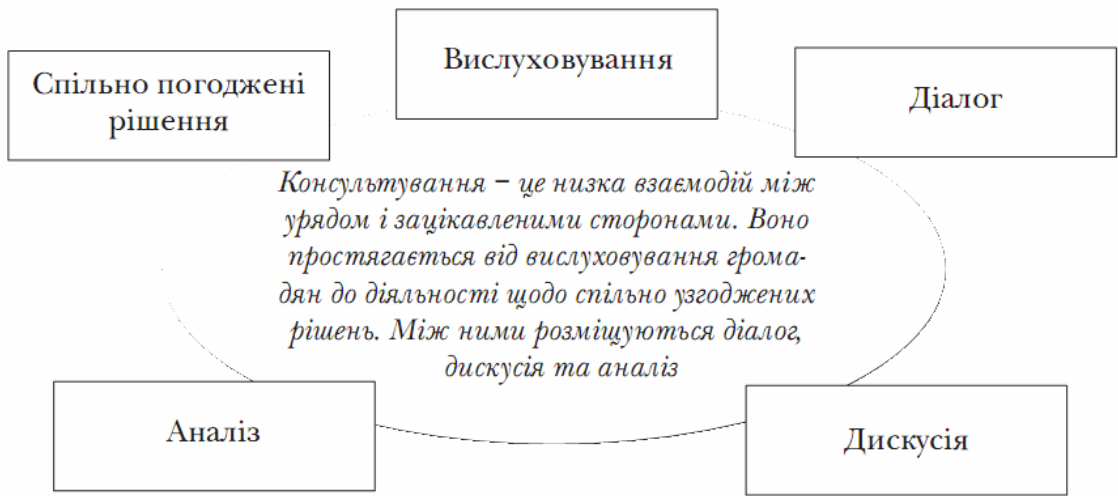 Вислуховування
Спільно погоджені
рішення
Діалог
Консультування – це низка взаємодій між
урядом і зацікавленими сторонами. Воно
простягається від вислуховування грома-
дян до діяльності щодо спільно узгоджених
рішень. Між ними розміщуються діалог,
дискусія та аналіз
Аналіз
Дискусія